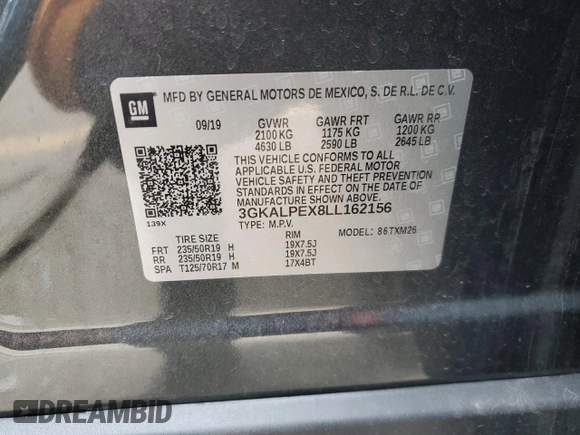 GM
MFD BY GENERAL MOTORS DE MEXICO, S. DE R.L. DE C.V.
09/19 GVWR GAWR FRT GAWR RR
2100 KG 1175 KG 1200 KG
4630 LB 2590 LB 2645 LB
THIS VEHICLE CONFORMS TO ALL
APPLICABLE U.S. FEDERAL MOTOR
VEHICLE SAFETY AND THEFT PREVENTION
STANDARDS IN EFFECT ON THE DATE OF
MANUFACTURE SHOWN ABOVE.
3GKALPEX8LL162156
139X TYPE: M.P.V. MODEL: 86TXM26
TIRE SIZE RIM
FRT 235/50R19 H 19X7.5J
RR 235/50R19 H 19X7.5J
SPA T125/70R17 M 17X4BT
DREAMBID